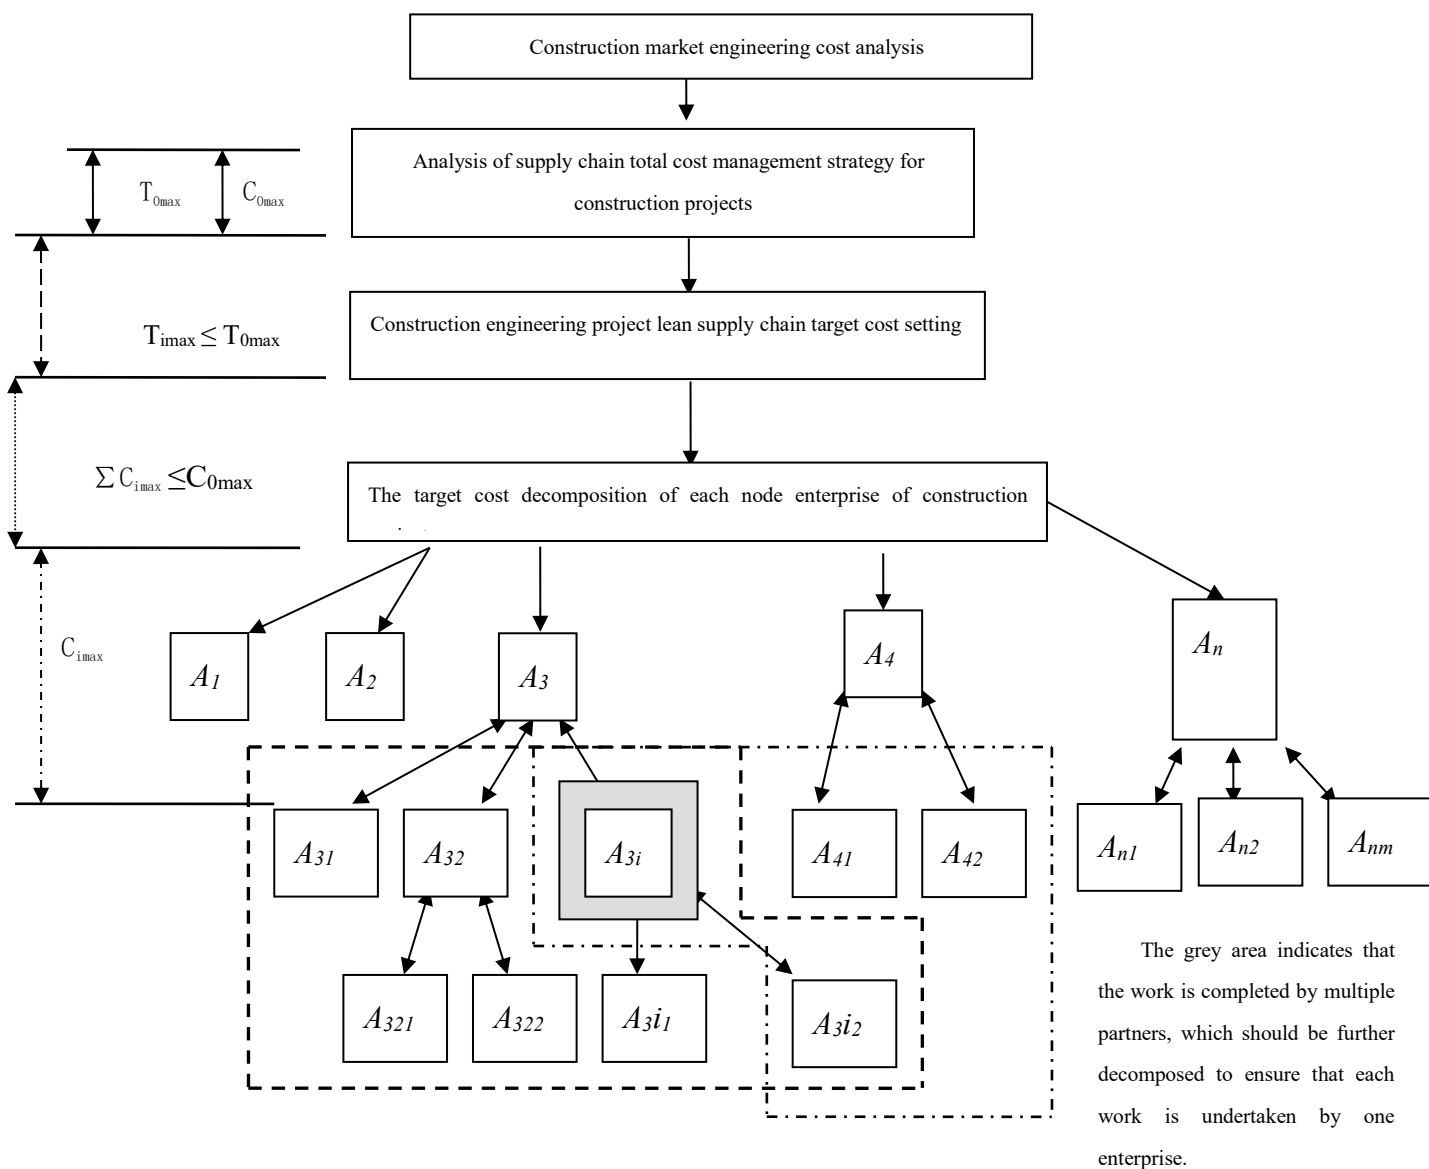 Construction market engineering cost analysis
Analysis of supply chain total cost management strategy for
construction projects
T0max
C0max
Construction engineering project lean supply chain target cost setting
Timax ≤ T0max
∑ Cimax ≤C0max
The target cost decomposition of each node enterprise of construction
Cimax
A1
A2
A3
A4
An
A31
A32
A3i
A41
A42
An1
An2
Anm
A321
A322
A3i1
A3i2
The grey area indicates that
the work is completed by multiple
partners, which should be further
decomposed to ensure that each
work is undertaken by one
enterprise.